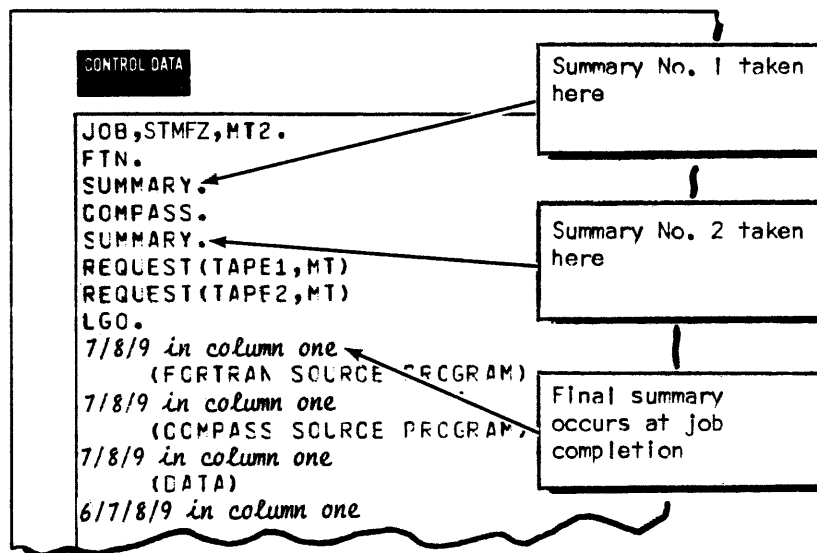 CONTROL DATA
JOB,STMFZ,MT2.
FTN.
SUMMARY.
COMPASS.
SUMMARY.
REQUEST(TAPE1,MT)
REQUEST(TAPE2,MT)
LGO.
7/8/9 in column one
(FORTRAN SOURCE PROGRAM)
7/8/9 in column one
(COMPASS SOURCE PROGRAM)
7/8/9 in column one
(DATA)
6/7/8/9 in column one
Summary No. 1 taken
here
Summary No. 2 taken
here
Final summary
occurs at job
completion